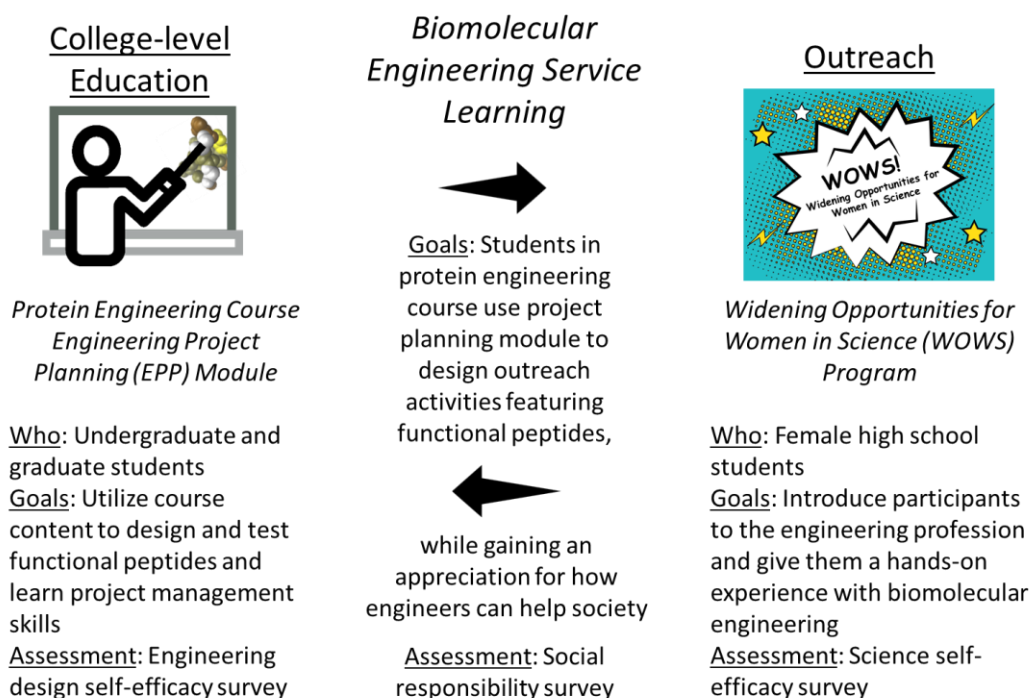 College-level
Education
Protein Engineering Course
Engineering Project
Planning (EPP) Module
Who: Undergraduate and
graduate students
Goals: Utilize course
content to design and test
functional peptides and
learn project management
skills
Assessment: Engineering
design self-efficacy survey
Biomolecular
Engineering Service
Learning
Goals: Students in
protein engineering
course use project
planning module to
design outreach
activities featuring
functional peptides,
while gaining an
appreciation for how
engineers can help society
Assessment: Social
responsibility survey
Outreach
WOWS!
Widening Opportunities for
Women in Science
Widening Opportunities for
Women in Science (WOWS)
Program
Who: Female high school
students
Goals: Introduce participants
to the engineering profession
and give them a hands-on
experience with biomolecular
engineering
Assessment: Science self-
efficacy survey